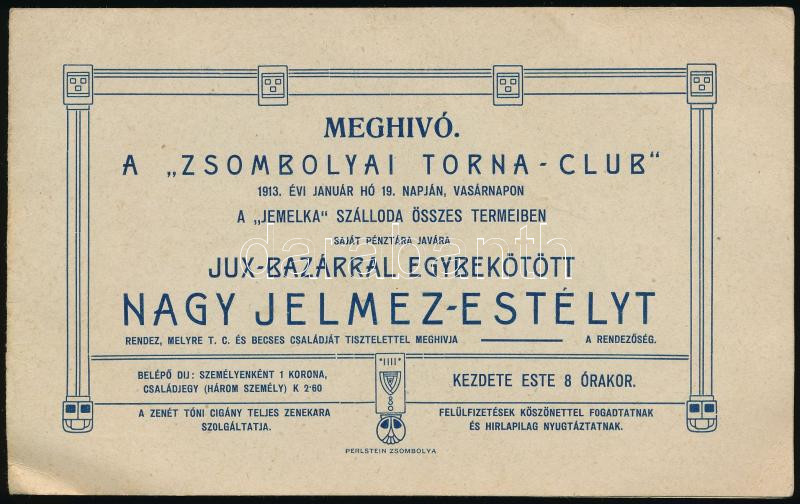 MEGHIVÓ.
A „ZSOMBOLYAI TORNA-CLUB"
1913. ÉVI JANUÁR HÓ 19. NAPJÁN, VASÁRNAPON
A „JEMELKA" SZÁLLODA ÖSSZES TERMEIBEN
SAJÁT PÉNZTÁRA JAVÁRA
darabanth
JUX-BAZÁRRAL EGYBEKÖTÖTT
NAGY JELMEZ-ESTÉLYT
RENDEZ, MELYRE T. C. ÉS BECSES CSALÁDJÁT TISZTELETTEL MEGHIVJA A RENDEZŐSÉG.
BELÉPŐ DIJ: SZEMÉLYENKÉNT 1 KORONA,
CSALÁDJEGY (HÁROM SZEMÉLY) K 2·60
A ZENÉT TÓNI CIGÁNY TELJES ZENEKARA
SZOLGÁLTATJA.
KEZDETE ESTE 8 ÓRAKOR.
FELÜLFIZETÉSEK KÖSZÖNETTEL FOGADTATNAK
ÉS HIRLAPILAG NYUGTÁZTATNAK.
PERLSTEIN ZSOMBOLYA